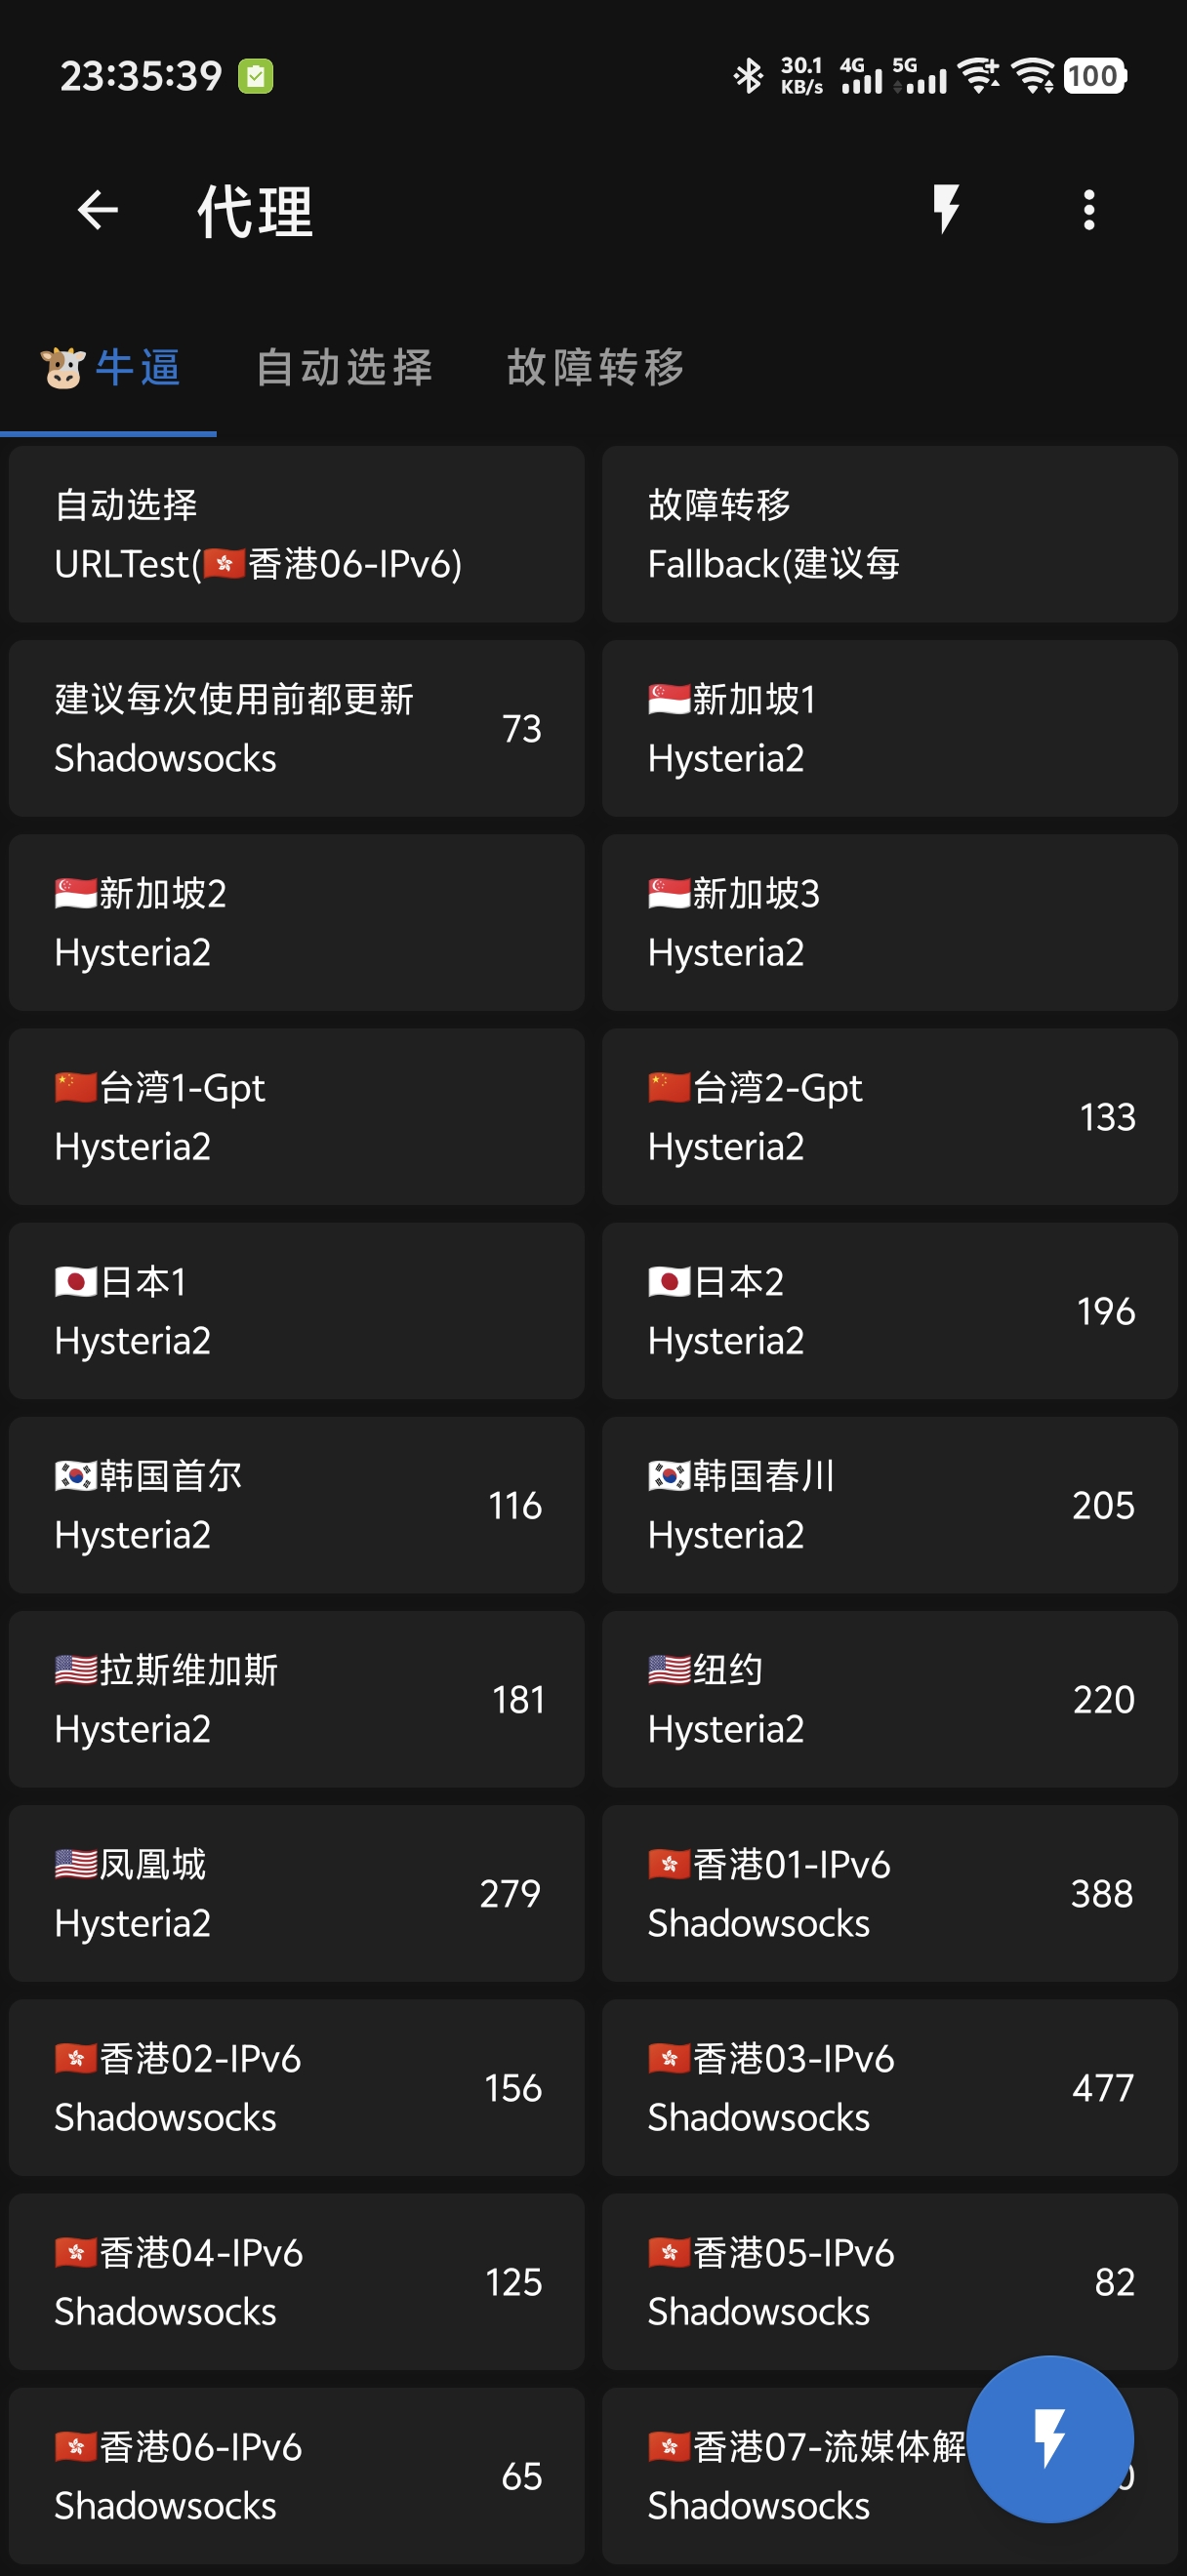 23:35:39 30.1 KB/s 4G 5G 100
代理
牛逼 自动选择 故障转移
自动选择
URLTest(🇭🇰香港06-IPv6)
故障转移
Fallback(建议每
建议每次使用前都更新
Shadowsocks
73
🇸🇬新加坡1
Hysteria2
🇸🇬新加坡2
Hysteria2
🇸🇬新加坡3
Hysteria2
🇨🇳台湾1-Gpt
Hysteria2
🇨🇳台湾2-Gpt
Hysteria2
133
🇯🇵日本1
Hysteria2
🇯🇵日本2
Hysteria2
196
🇰🇷韩国首尔
Hysteria2
116
🇰🇷韩国春川
Hysteria2
205
🇺🇸拉斯维加斯
Hysteria2
181
🇺🇸纽约
Hysteria2
220
🇺🇸凤凰城
Hysteria2
279
🇭🇰香港01-IPv6
Shadowsocks
388
🇭🇰香港02-IPv6
Shadowsocks
156
🇭🇰香港03-IPv6
Shadowsocks
477
🇭🇰香港04-IPv6
Shadowsocks
125
🇭🇰香港05-IPv6
Shadowsocks
82
🇭🇰香港06-IPv6
Shadowsocks
65
🇭🇰香港07-流媒体解
Shadowsocks